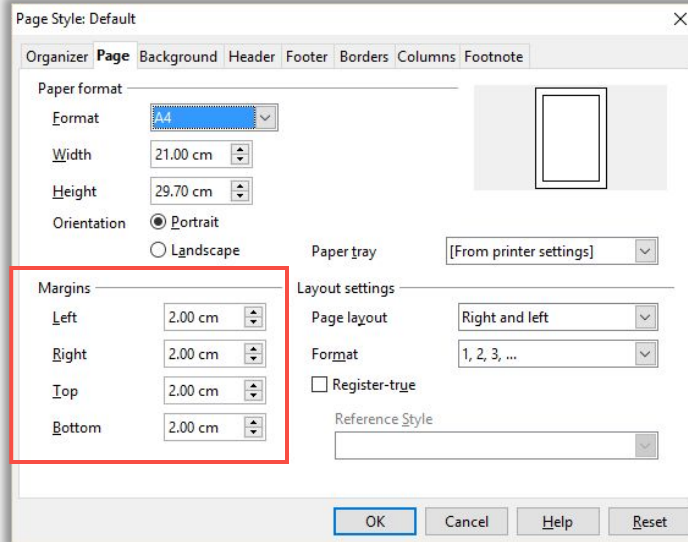 Page Style: Default
Organizer Page Background Header Footer Borders Columns Footnote
Paper format
Format A4
Width 21.00 cm
Height 29.70 cm
Orientation Portrait
Landscape
Paper tray [From printer settings]
Margins
Left 2.00 cm
Right 2.00 cm
Top 2.00 cm
Bottom 2.00 cm
Layout settings
Page layout Right and left
Format 1, 2, 3, ...
Register-true
Reference Style
OK Cancel Help Reset